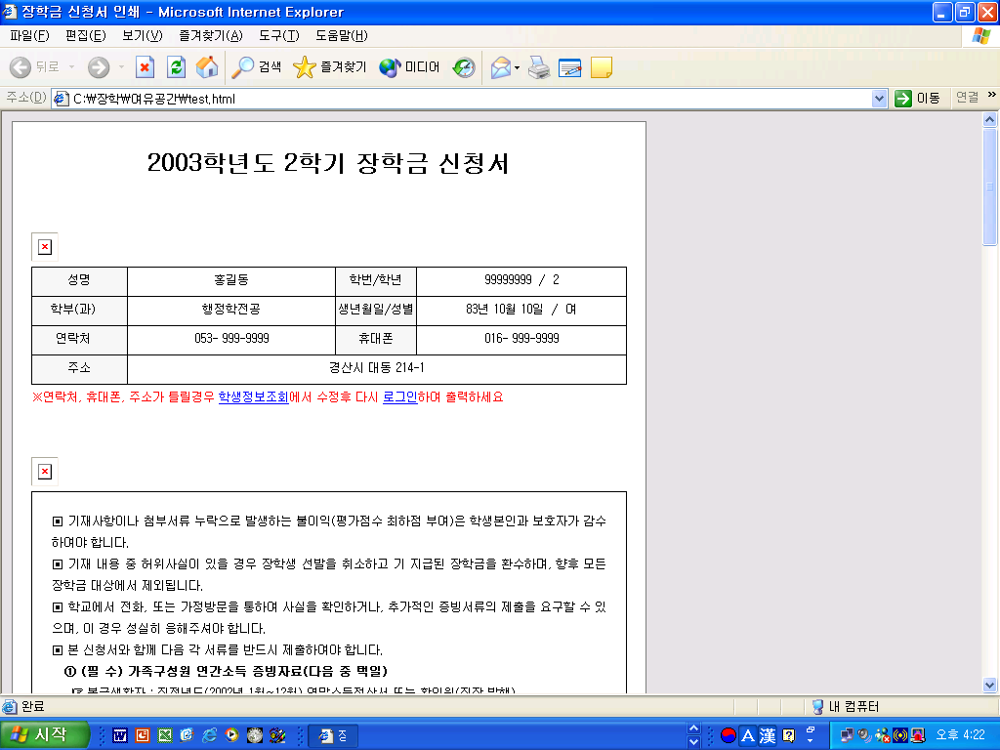 장학금 신청서 인쇄 - Microsoft Internet Explorer
파일(F) 편집(E) 보기(V) 즐겨찾기(A) 도구(T) 도움말(H)
뒤로 검색 즐겨찾기 미디어
주소(D) C:\장학\여유공간\test.html 이동 연결 »
2003학년도 2학기 장학금 신청서
성명 홍길동 학번/학년 99999999 / 2
학부(과) 행정학전공 생년월일/성별 83년 10월 10일 / 여
연락처 053- 999-9999 휴대폰 016- 999-9999
주소 경산시 대동 214-1
※연락처, 휴대폰, 주소가 틀릴경우 학생정보조회에서 수정후 다시 로그인하여 출력하세요
▣ 기재사항이나 첨부서류 누락으로 발생하는 불이익(평가점수 최하점 부여)은 학생본인과 보호자가 감수
하여야 합니다.
▣ 기재 내용 중 허위사실이 있을 경우 장학생 선발을 취소하고 기 지급된 장학금을 환수하며, 향후 모든
장학금 대상에서 제외됩니다.
▣ 학교에서 전화, 또는 가정방문을 통하여 사실을 확인하거나, 추가적인 증빙서류의 제출을 요구할 수 있
으며, 이 경우 성실히 응해주셔야 합니다.
▣ 본 신청서와 함께 다음 각 서류를 반드시 제출하여야 합니다.
① (필 수) 가족구성원 연간소득 증빙자료(다음 중 택일)
☞ 봉급생활자 : 직전년도(2002년 1월~12월) 연말소득정산서 또는 확인원(직장 발행)
완료 내 컴퓨터
시작 장 A 漢 오후 4:22